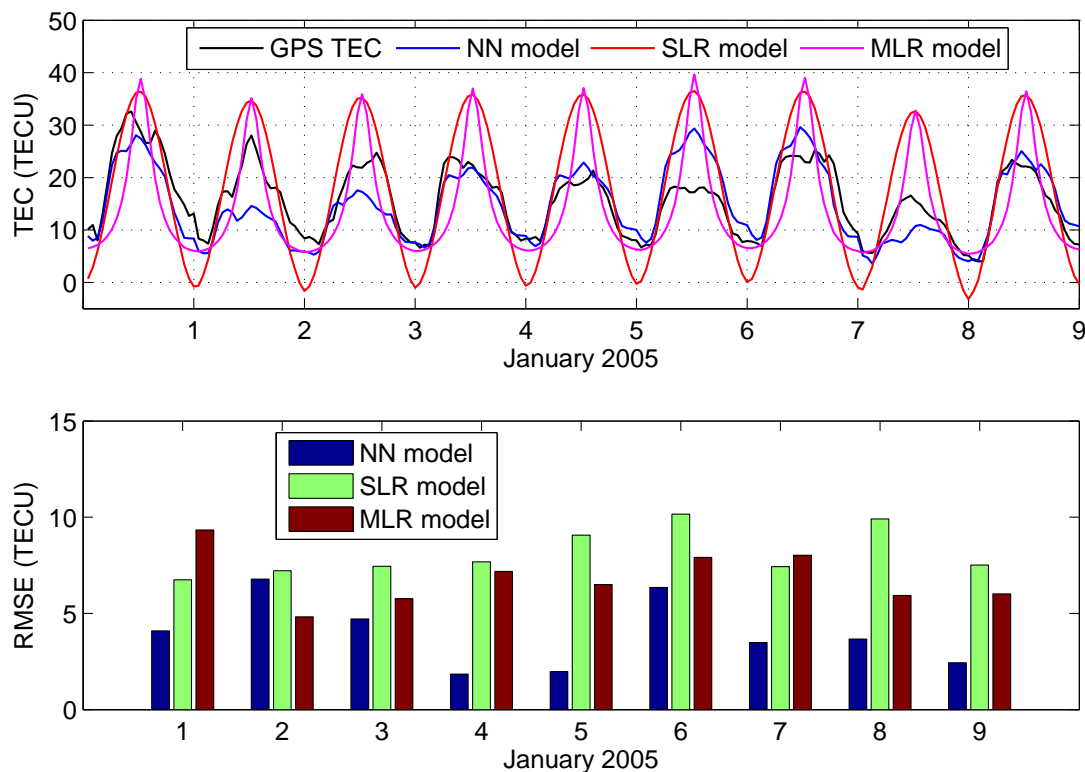 50
40
30
20
10
0
TEC (TECU)
GPS TEC NN model SLR model MLR model
1 2 3 4 5 6 7 8 9
January 2005
15
10
5
0
RMSE (TECU)
NN model
SLR model
MLR model
1 2 3 4 5 6 7 8 9
January 2005